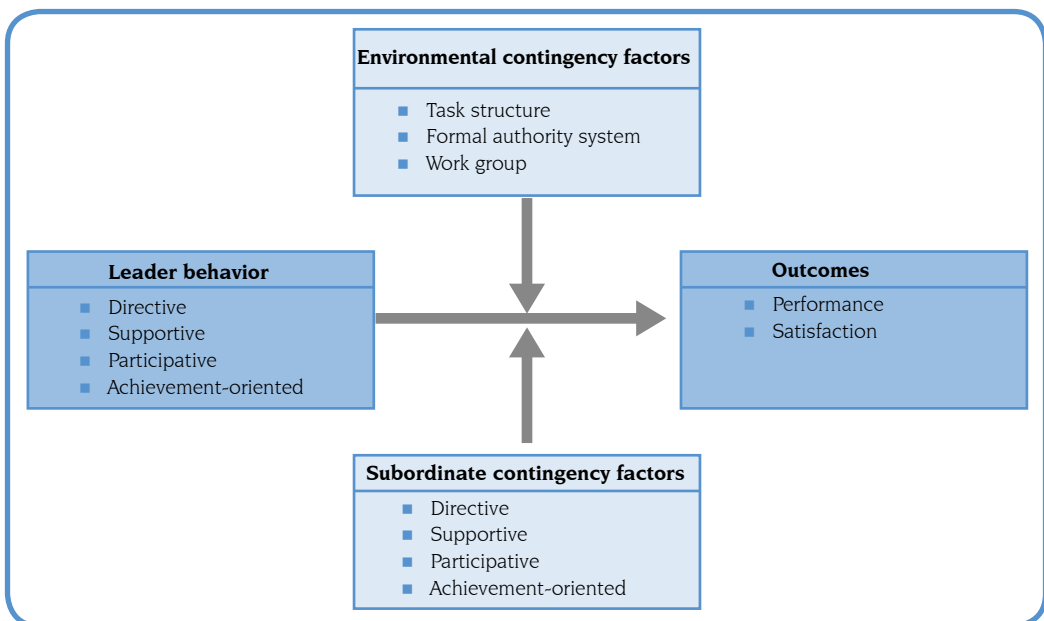 Environmental contingency factors
Task structure
Formal authority system
Work group
Leader behavior
Directive
Supportive
Participative
Achievement-oriented
Outcomes
Performance
Satisfaction
Subordinate contingency factors
Directive
Supportive
Participative
Achievement-oriented